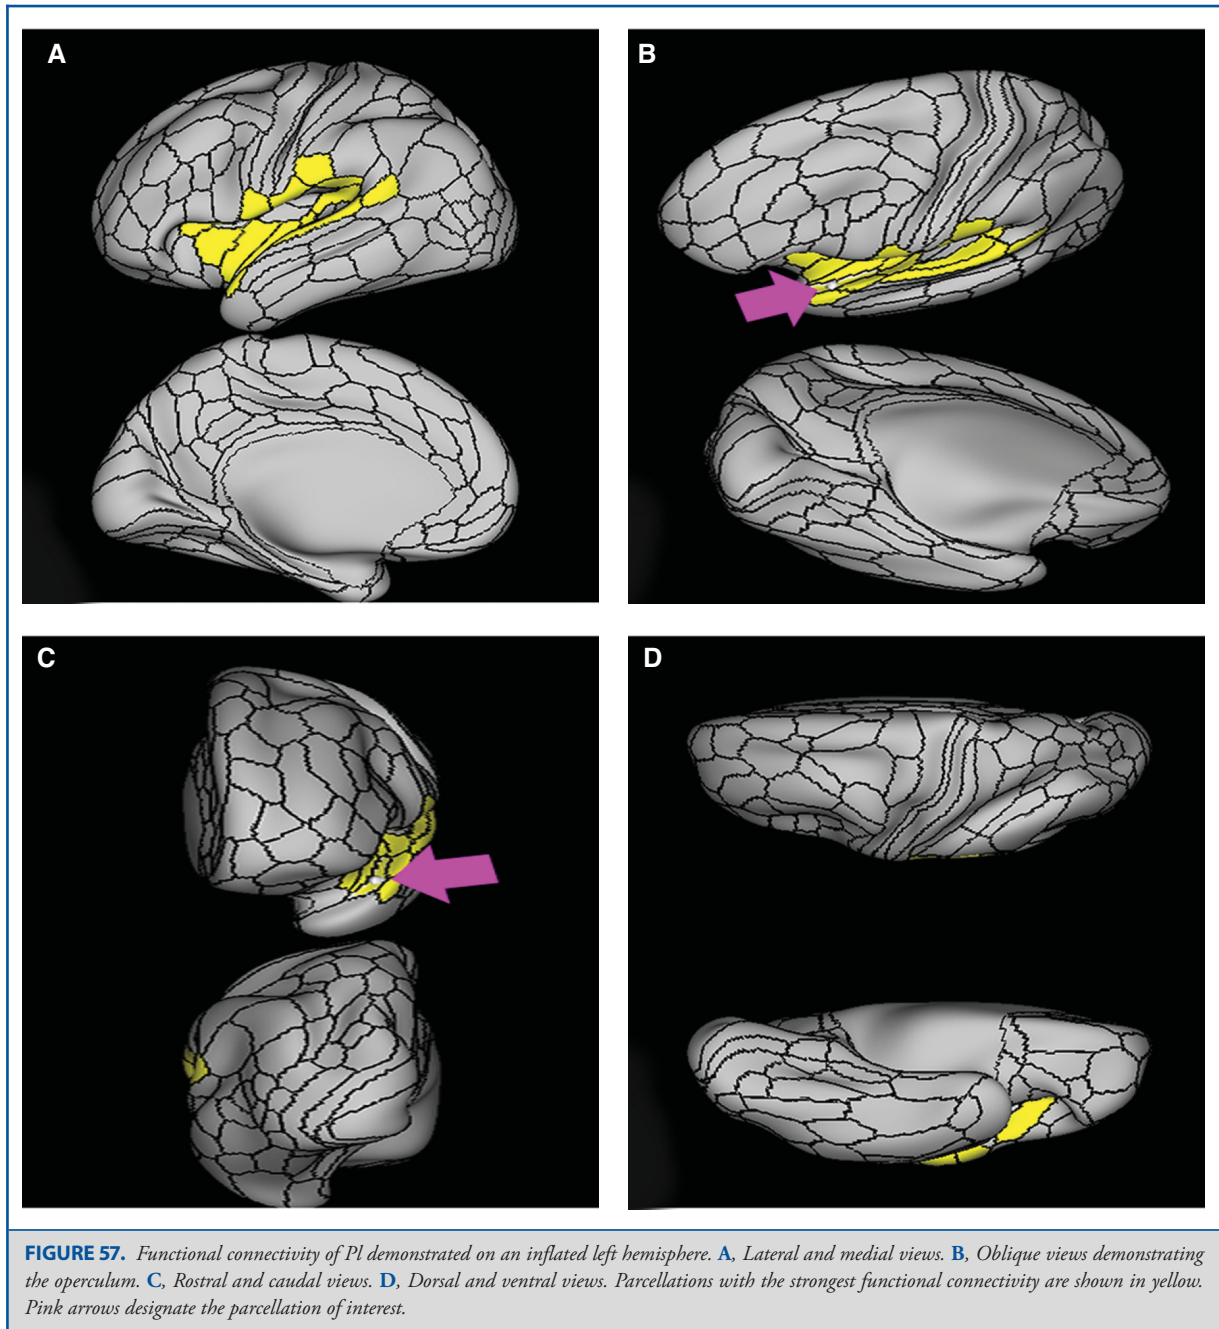 A
B
C
D
FIGURE 57. Functional connectivity of Pl demonstrated on an inflated left hemisphere. A, Lateral and medial views. B, Oblique views demonstrating
the operculum. C, Rostral and caudal views. D, Dorsal and ventral views. Parcellations with the strongest functional connectivity are shown in yellow.
Pink arrows designate the parcellation of interest.